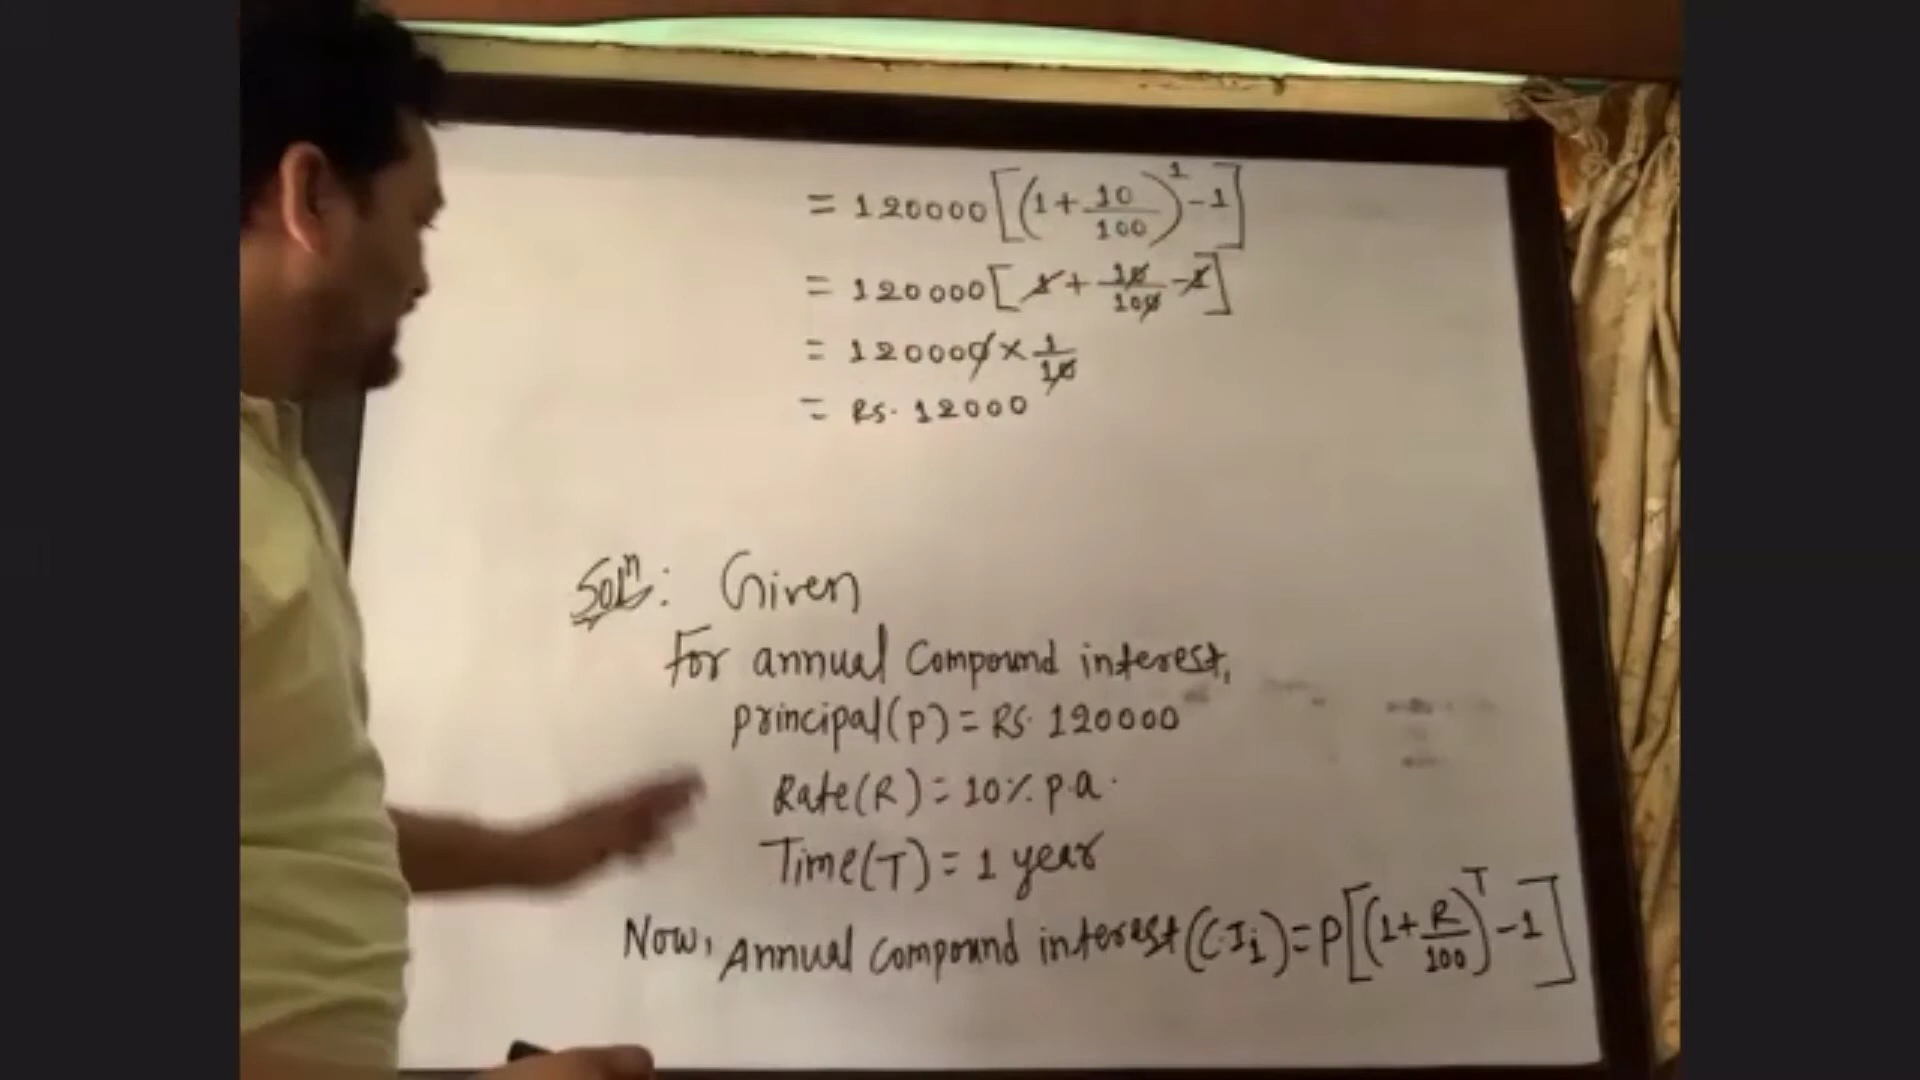 = 120000[(1+10/100)^1-1]
= 120000[1+10/100-1]
= 120000×1/10
= Rs. 12000
Solⁿ: Given
For annual compound interest,
principal(P) = RS. 120000
Rate(R) = 10% p.a.
Time(T) = 1 year
Now, Annual compound interest (C.I₁) = P[(1+R/100)^T-1]